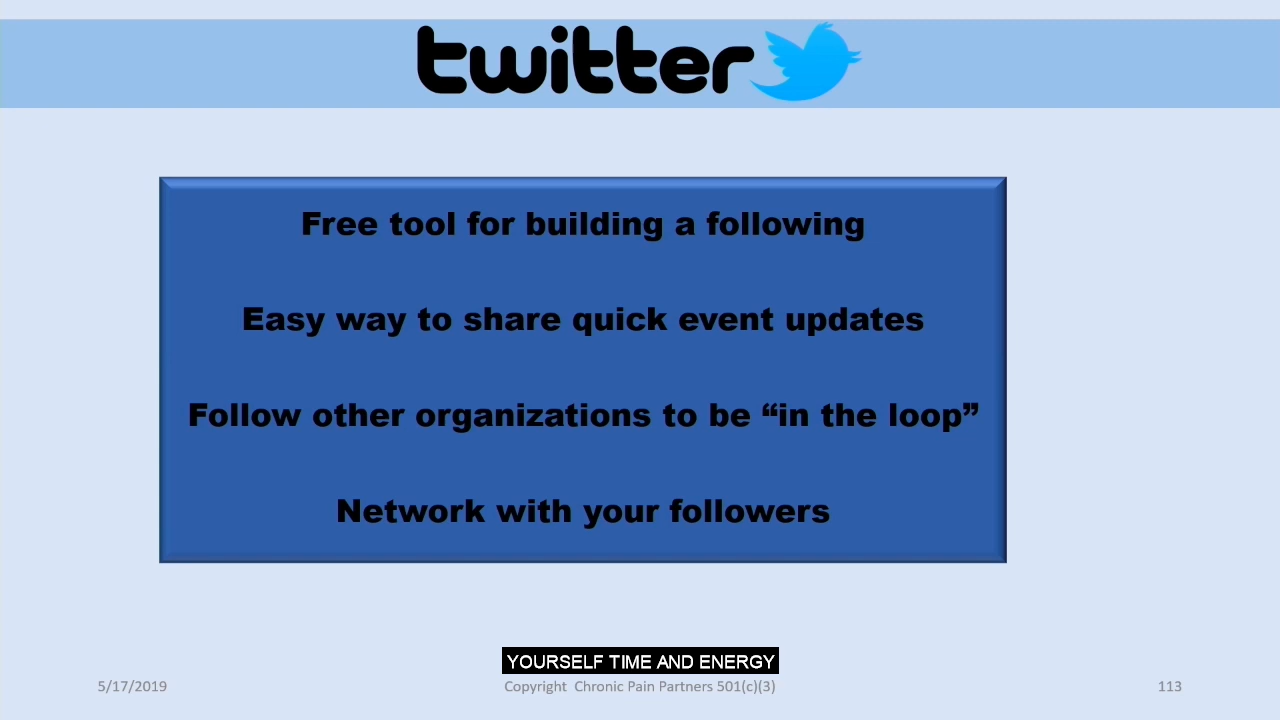 twitter
Free tool for building a following
Easy way to share quick event updates
Follow other organizations to be “in the loop”
Network with your followers
YOURSELF TIME AND ENERGY
5/17/2019
Copyright Chronic Pain Partners 501(c)(3)
113